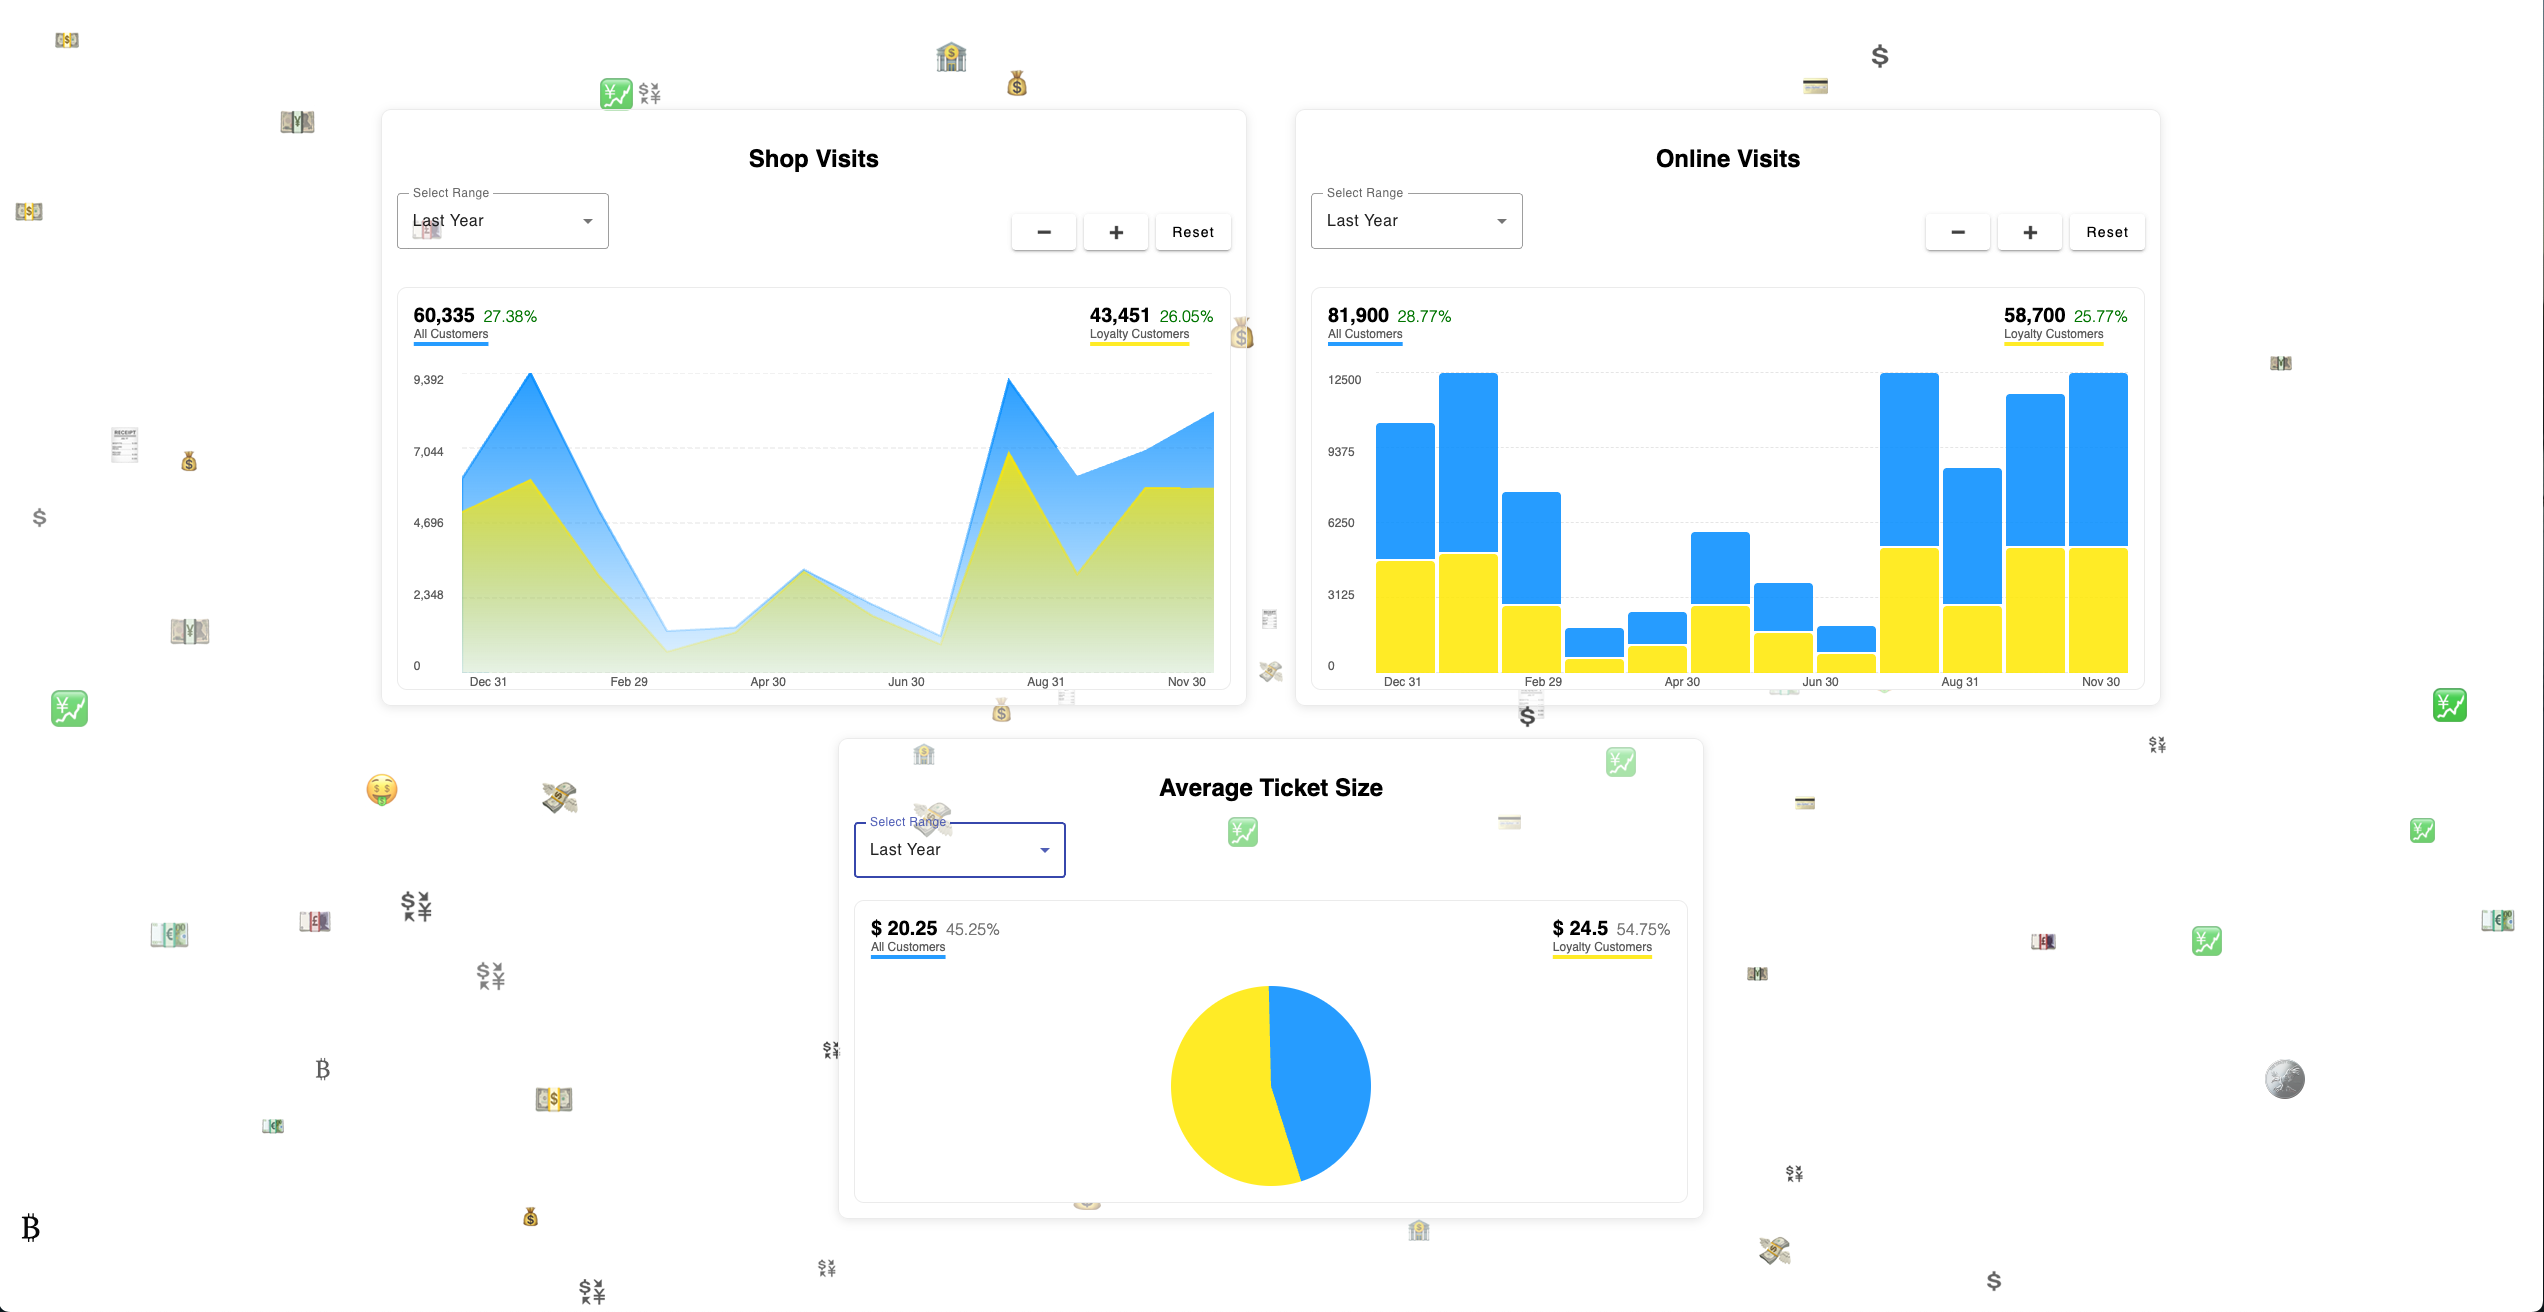 Shop Visits
Select Range
Last Year
− + Reset
60,335 27.38%
All Customers
43,451 26.05%
Loyalty Customers
9,392
7,044
4,696
2,348
0
Dec 31 Feb 29 Apr 30 Jun 30 Aug 31 Nov 30
Online Visits
Select Range
Last Year
− + Reset
81,900 28.77%
All Customers
58,700 25.77%
Loyalty Customers
12500
9375
6250
3125
0
Dec 31 Feb 29 Apr 30 Jun 30 Aug 31 Nov 30
Average Ticket Size
Select Range
Last Year
$ 20.25 45.25%
All Customers
$ 24.5 54.75%
Loyalty Customers
RECEIPT